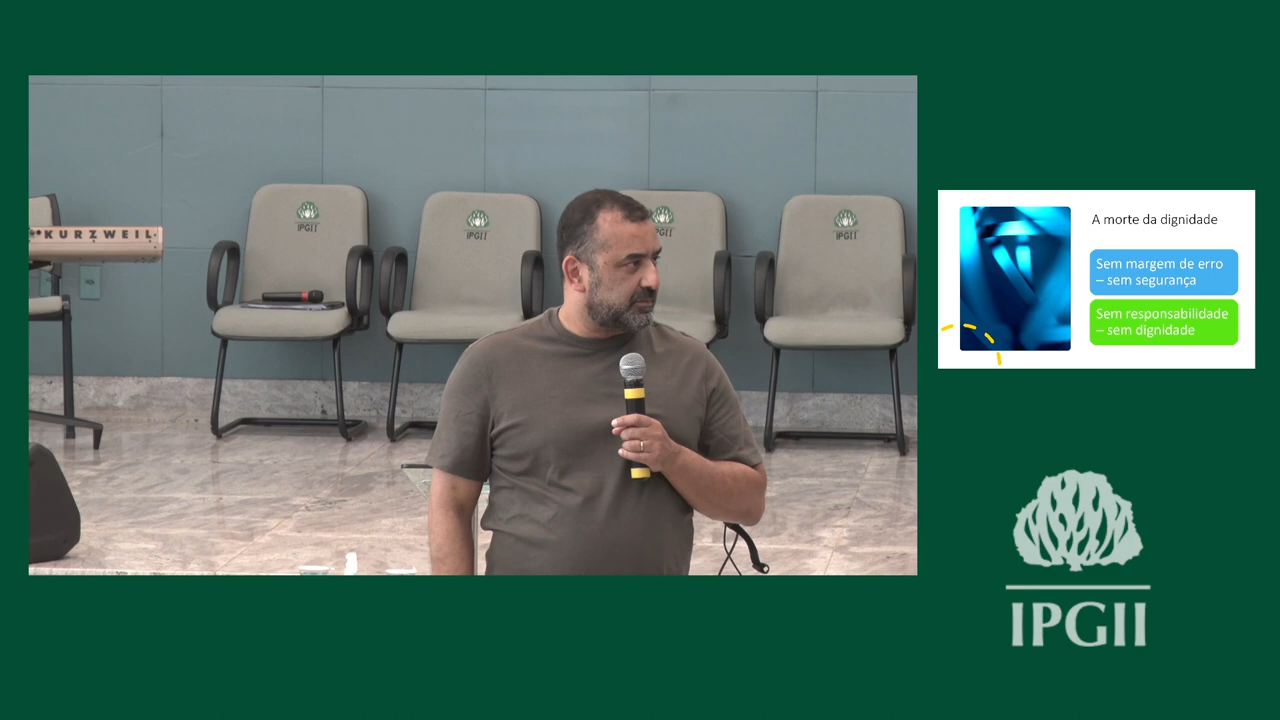 KURZWEIL
IPGII
IPGII
IPGII
IPGII
A morte da dignidade
Sem margem de erro
– sem segurança
Sem responsabilidade
– sem dignidade
IPGII